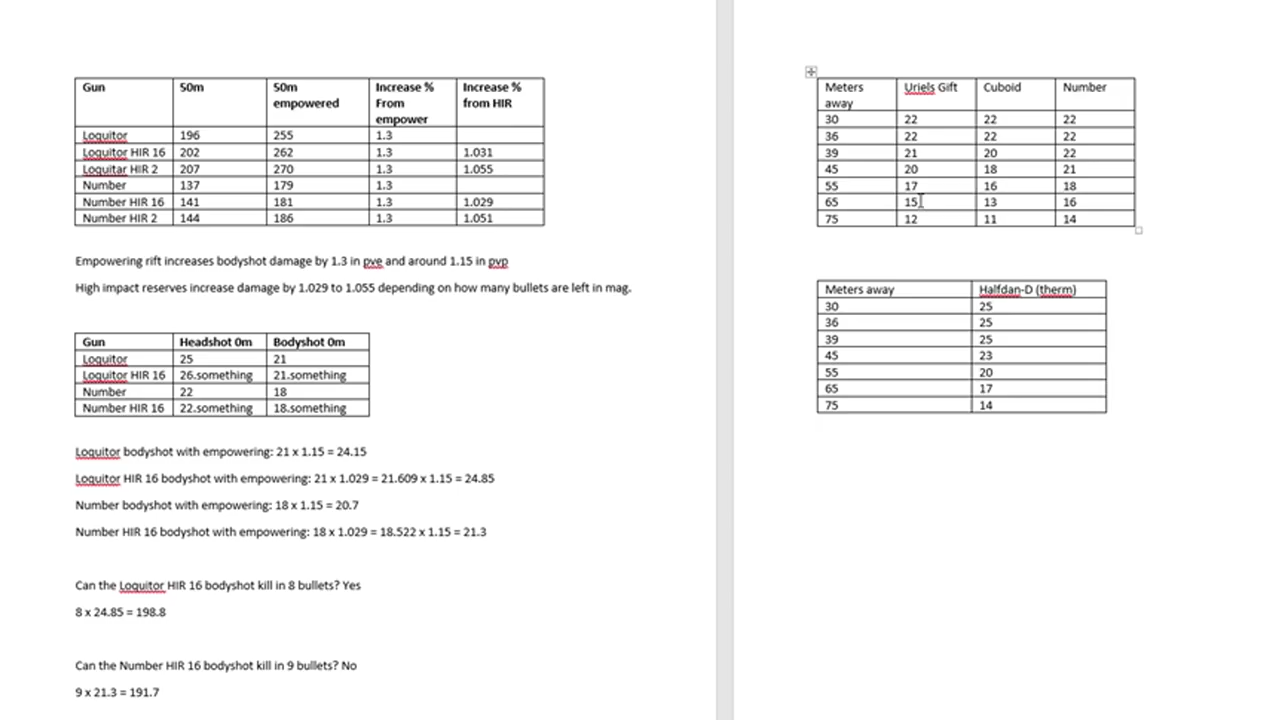 Gun 50m 50m empowered Increase % From empower Increase % from HIR
Loquitor 196 255 1.3
Loquitor HIR 16 202 262 1.3 1.031
Loquitar HIR 2 207 270 1.3 1.055
Number 137 179 1.3
Number HIR 16 141 181 1.3 1.029
Number HIR 2 144 186 1.3 1.051
Empowering rift increases bodyshot damage by 1.3 in pve and around 1.15 in pvp
High impact reserves increase damage by 1.029 to 1.055 depending on how many bullets are left in mag.
Gun Headshot 0m Bodyshot 0m
Loquitor 25 21
Loquitor HIR 16 26.something 21.something
Number 22 18
Number HIR 16 22.something 18.something
Loquitor bodyshot with empowering: 21 x 1.15 = 24.15
Loquitor HIR 16 bodyshot with empowering: 21 x 1.029 = 21.609 x 1.15 = 24.85
Number bodyshot with empowering: 18 x 1.15 = 20.7
Number HIR 16 bodyshot with empowering: 18 x 1.029 = 18.522 x 1.15 = 21.3
Can the Loquitor HIR 16 bodyshot kill in 8 bullets? Yes
8 x 24.85 = 198.8
Can the Number HIR 16 bodyshot kill in 9 bullets? No
9 x 21.3 = 191.7
Meters away Uriels Gift Cuboid Number
30 22 22 22
36 22 22 22
39 21 20 22
45 20 18 21
55 17 16 18
65 15 13 16
75 12 11 14
Meters away Halfdan-D (therm)
30 25
36 25
39 25
45 23
55 20
65 17
75 14